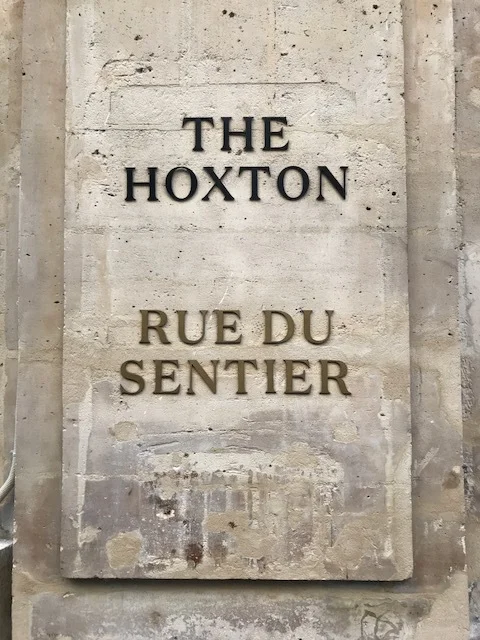 THE
HOXTON
RUE DU
SENTIER